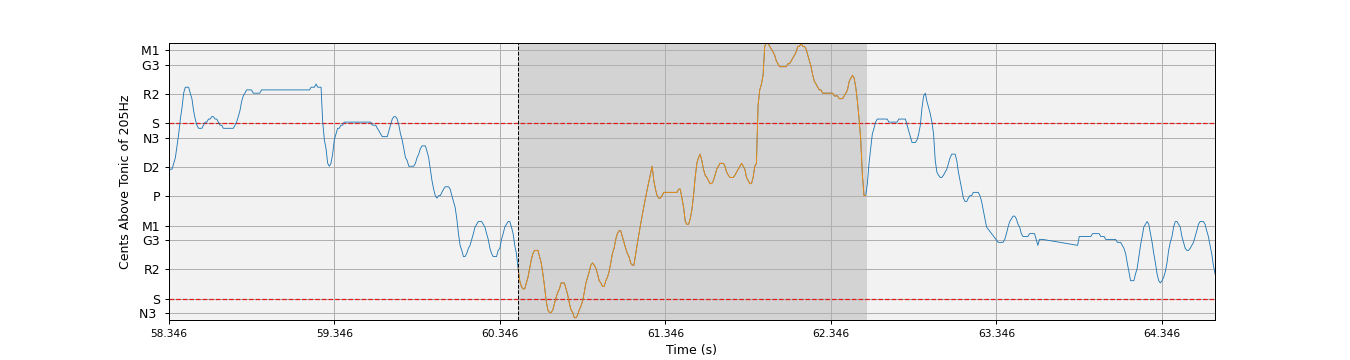 M1
G3
R2
S
N3
D2
P
M1
G3
R2
S
N3
Cents Above Tonic of 205Hz
58.346 59.346 60.346 61.346 62.346 63.346 64.346
Time (s)